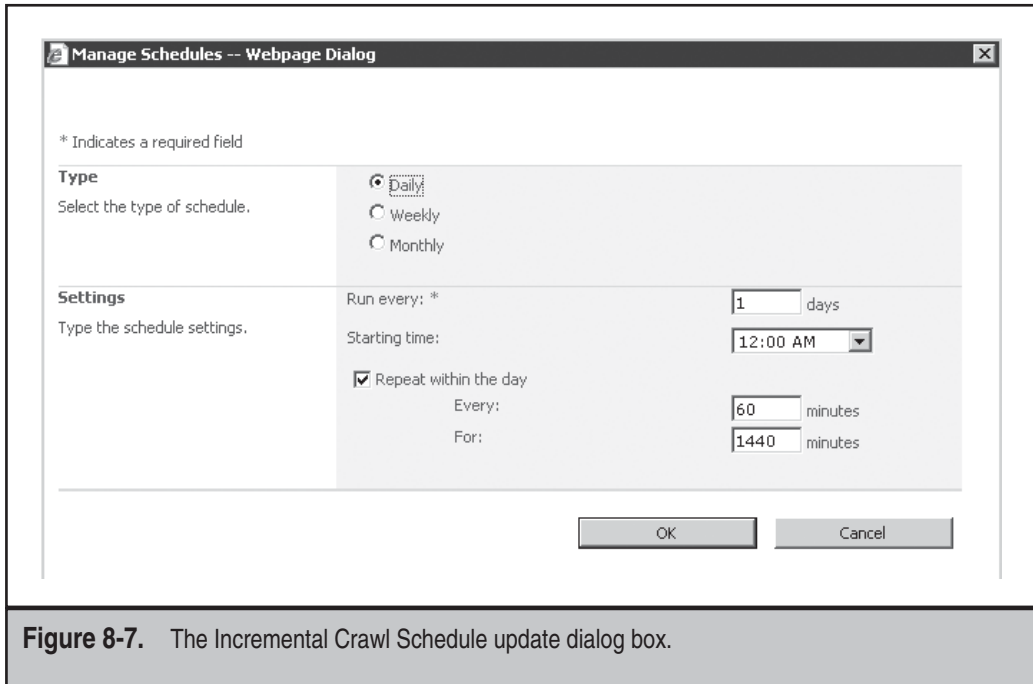 Manage Schedules -- Webpage Dialog
* Indicates a required field
Type
Select the type of schedule.
Daily
Weekly
Monthly
Settings
Type the schedule settings.
Run every: *
1 days
Starting time:
12:00 AM
Repeat within the day
Every:
60 minutes
For:
1440 minutes
OK Cancel
Figure 8-7. The Incremental Crawl Schedule update dialog box.